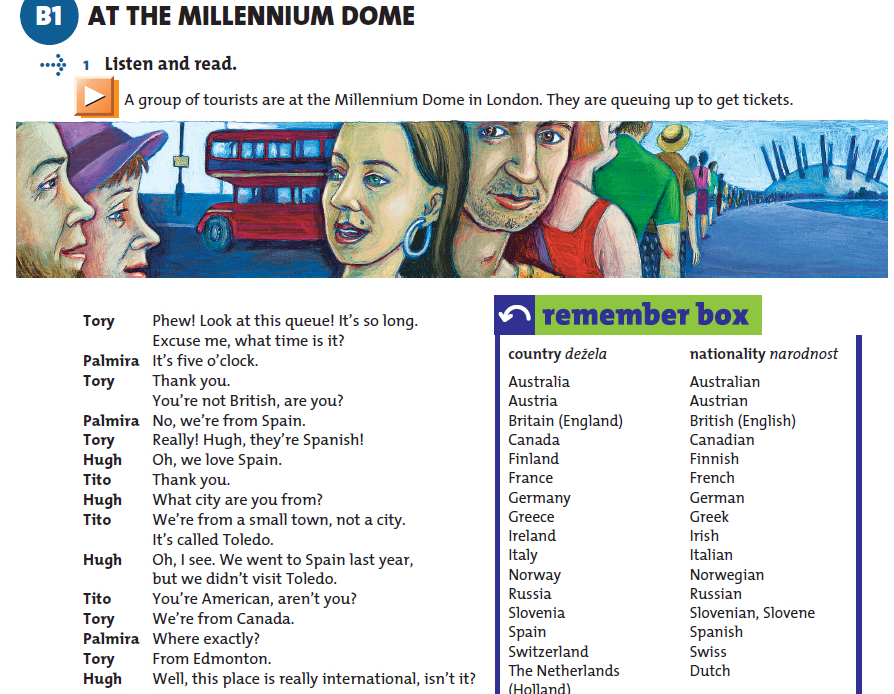 B1 AT THE MILLENNIUM DOME
1 Listen and read.
A group of tourists are at the Millennium Dome in London. They are queuing up to get tickets.
Tory Phew! Look at this queue! It's so long.
Excuse me, what time is it?
Palmira It's five o'clock.
Tory Thank you.
You're not British, are you?
Palmira No, we're from Spain.
Tory Really! Hugh, they're Spanish!
Hugh Oh, we love Spain.
Tito Thank you.
Hugh What city are you from?
Tito We're from a small town, not a city.
It's called Toledo.
Hugh Oh, I see. We went to Spain last year,
but we didn't visit Toledo.
Tito You're American, aren't you?
Tory We're from Canada.
Palmira Where exactly?
Tory From Edmonton.
Hugh Well, this place is really international, isn't it?
remember box
country dežela nationality narodnost
Australia Australian
Austria Austrian
Britain (England) British (English)
Canada Canadian
Finland Finnish
France French
Germany German
Greece Greek
Ireland Irish
Italy Italian
Norway Norwegian
Russia Russian
Slovenia Slovenian, Slovene
Spain Spanish
Switzerland Swiss
The Netherlands Dutch
(Holland)